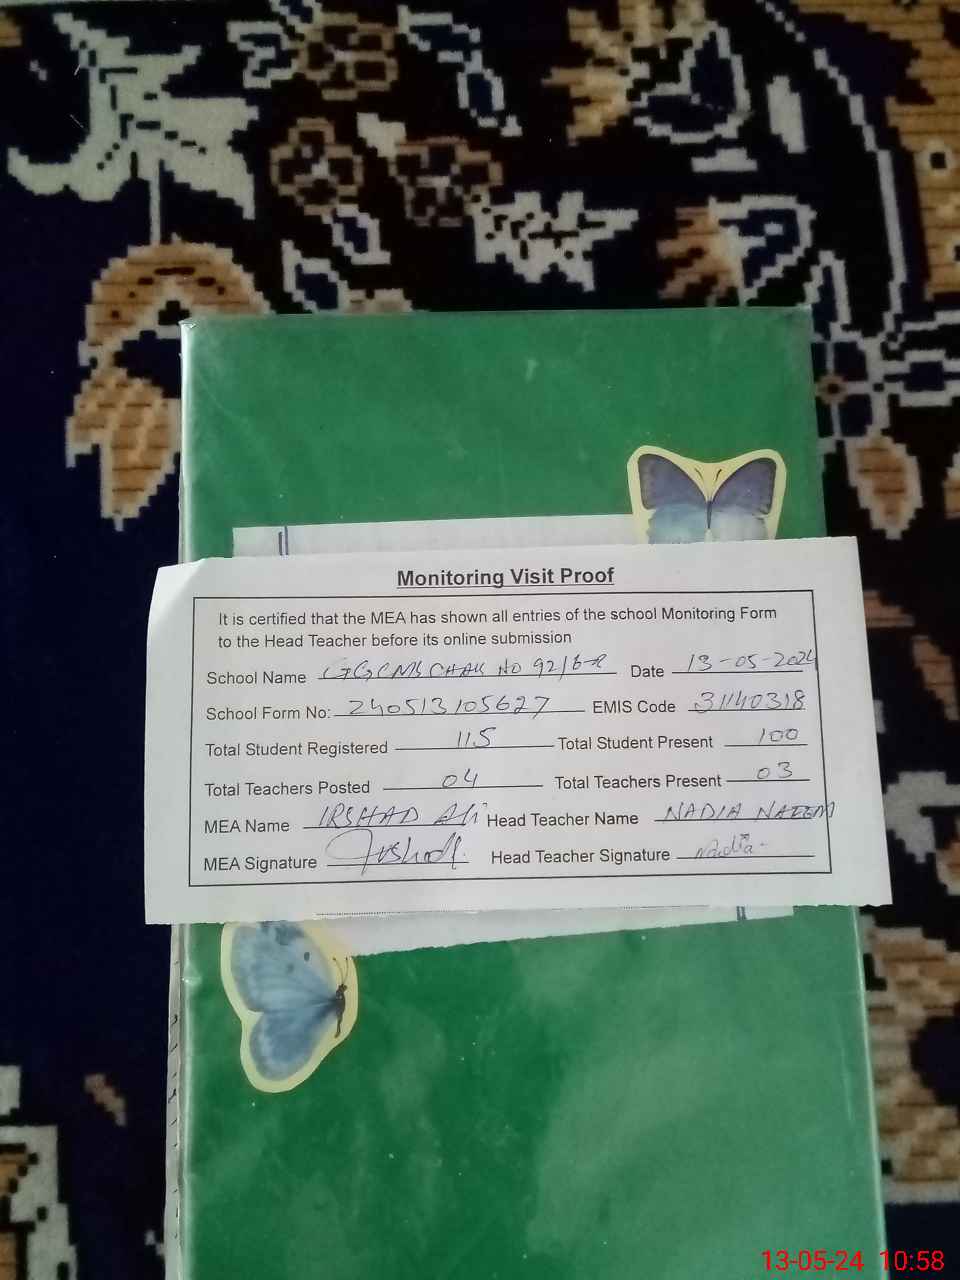 Monitoring Visit Proof
It is certified that the MEA has shown all entries of the school Monitoring Form
to the Head Teacher before its online submission
School Name GGCMS CHAK NO 92/6-R Date 13-05-2024
School Form No: 240513105627 EMIS Code 31140318
Total Student Registered 115 Total Student Present 100
Total Teachers Posted 04 Total Teachers Present 03
MEA Name IRSHAD Ali Head Teacher Name NADIA NAEEM
MEA Signature Irshad Head Teacher Signature Nadia
13-05-24 10:58